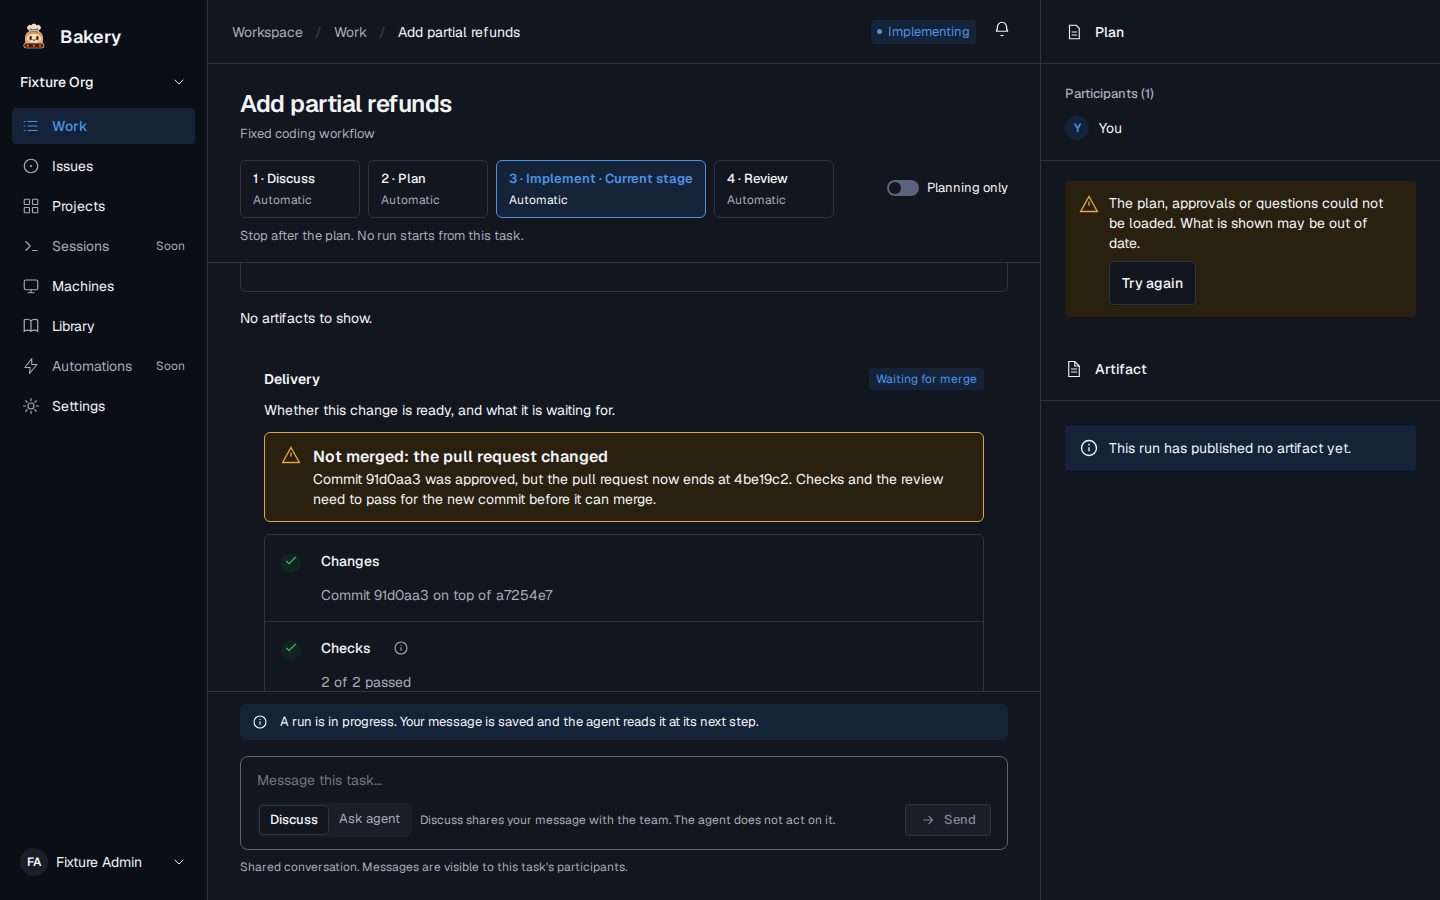 Bakery
Fixture Org
Work
Issues
Projects
Sessions Soon
Machines
Library
Automations Soon
Settings
FA Fixture Admin
Workspace / Work / Add partial refunds
Implementing
Add partial refunds
Fixed coding workflow
1 · Discuss
Automatic
2 · Plan
Automatic
3 · Implement · Current stage
Automatic
4 · Review
Automatic
Planning only
Stop after the plan. No run starts from this task.
No artifacts to show.
Delivery
Waiting for merge
Whether this change is ready, and what it is waiting for.
Not merged: the pull request changed
Commit 91d0aa3 was approved, but the pull request now ends at 4be19c2. Checks and the review
need to pass for the new commit before it can merge.
Changes
Commit 91d0aa3 on top of a7254e7
Checks
2 of 2 passed
A run is in progress. Your message is saved and the agent reads it at its next step.
Message this task…
Discuss
Ask agent
Discuss shares your message with the team. The agent does not act on it.
Send
Shared conversation. Messages are visible to this task's participants.
Plan
Participants (1)
Y You
The plan, approvals or questions could not
be loaded. What is shown may be out of
date.
Try again
Artifact
This run has published no artifact yet.